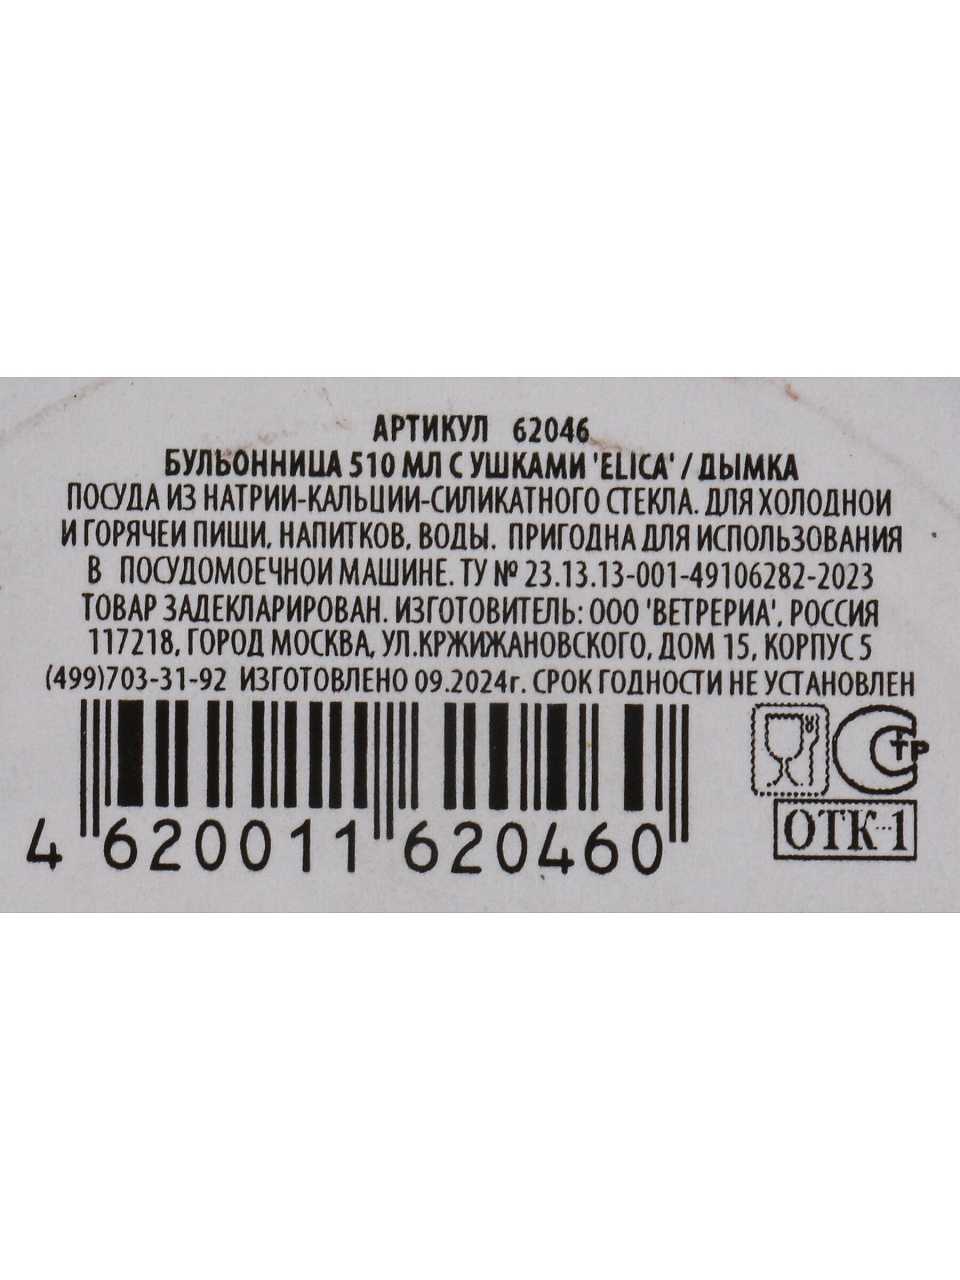 АРТИКУЛ 62046
БУЛЬОННИЦА 510 МЛ С УШКАМИ 'ELICA' / ДЫМКА
ПОСУДА ИЗ НАТРИИ-КАЛЬЦИИ-СИЛИКАТНОГО СТЕКЛА. ДЛЯ ХОЛОДНОИ
И ГОРЯЧЕИ ПИЩИ, НАПИТКОВ, ВОДЫ. ПРИГОДНА ДЛЯ ИСПОЛЬЗОВАНИЯ
В ПОСУДОМОЕЧНОИ МАШИНЕ. ТУ № 23.13.13-001-49106282-2023
ТОВАР ЗАДЕКЛАРИРОВАН. ИЗГОТОВИТЕЛЬ: ООО 'ВЕТРЕРИА', РОССИЯ
117218, ГОРОД МОСКВА, УЛ.КРЖИЖАНОВСКОГО, ДОМ 15, КОРПУС 5
(499)703-31-92 ИЗГОТОВЛЕНО 09.2024г. СРОК ГОДНОСТИ НЕ УСТАНОВЛЕН
СТР
ОТК-1
4 620011 620460